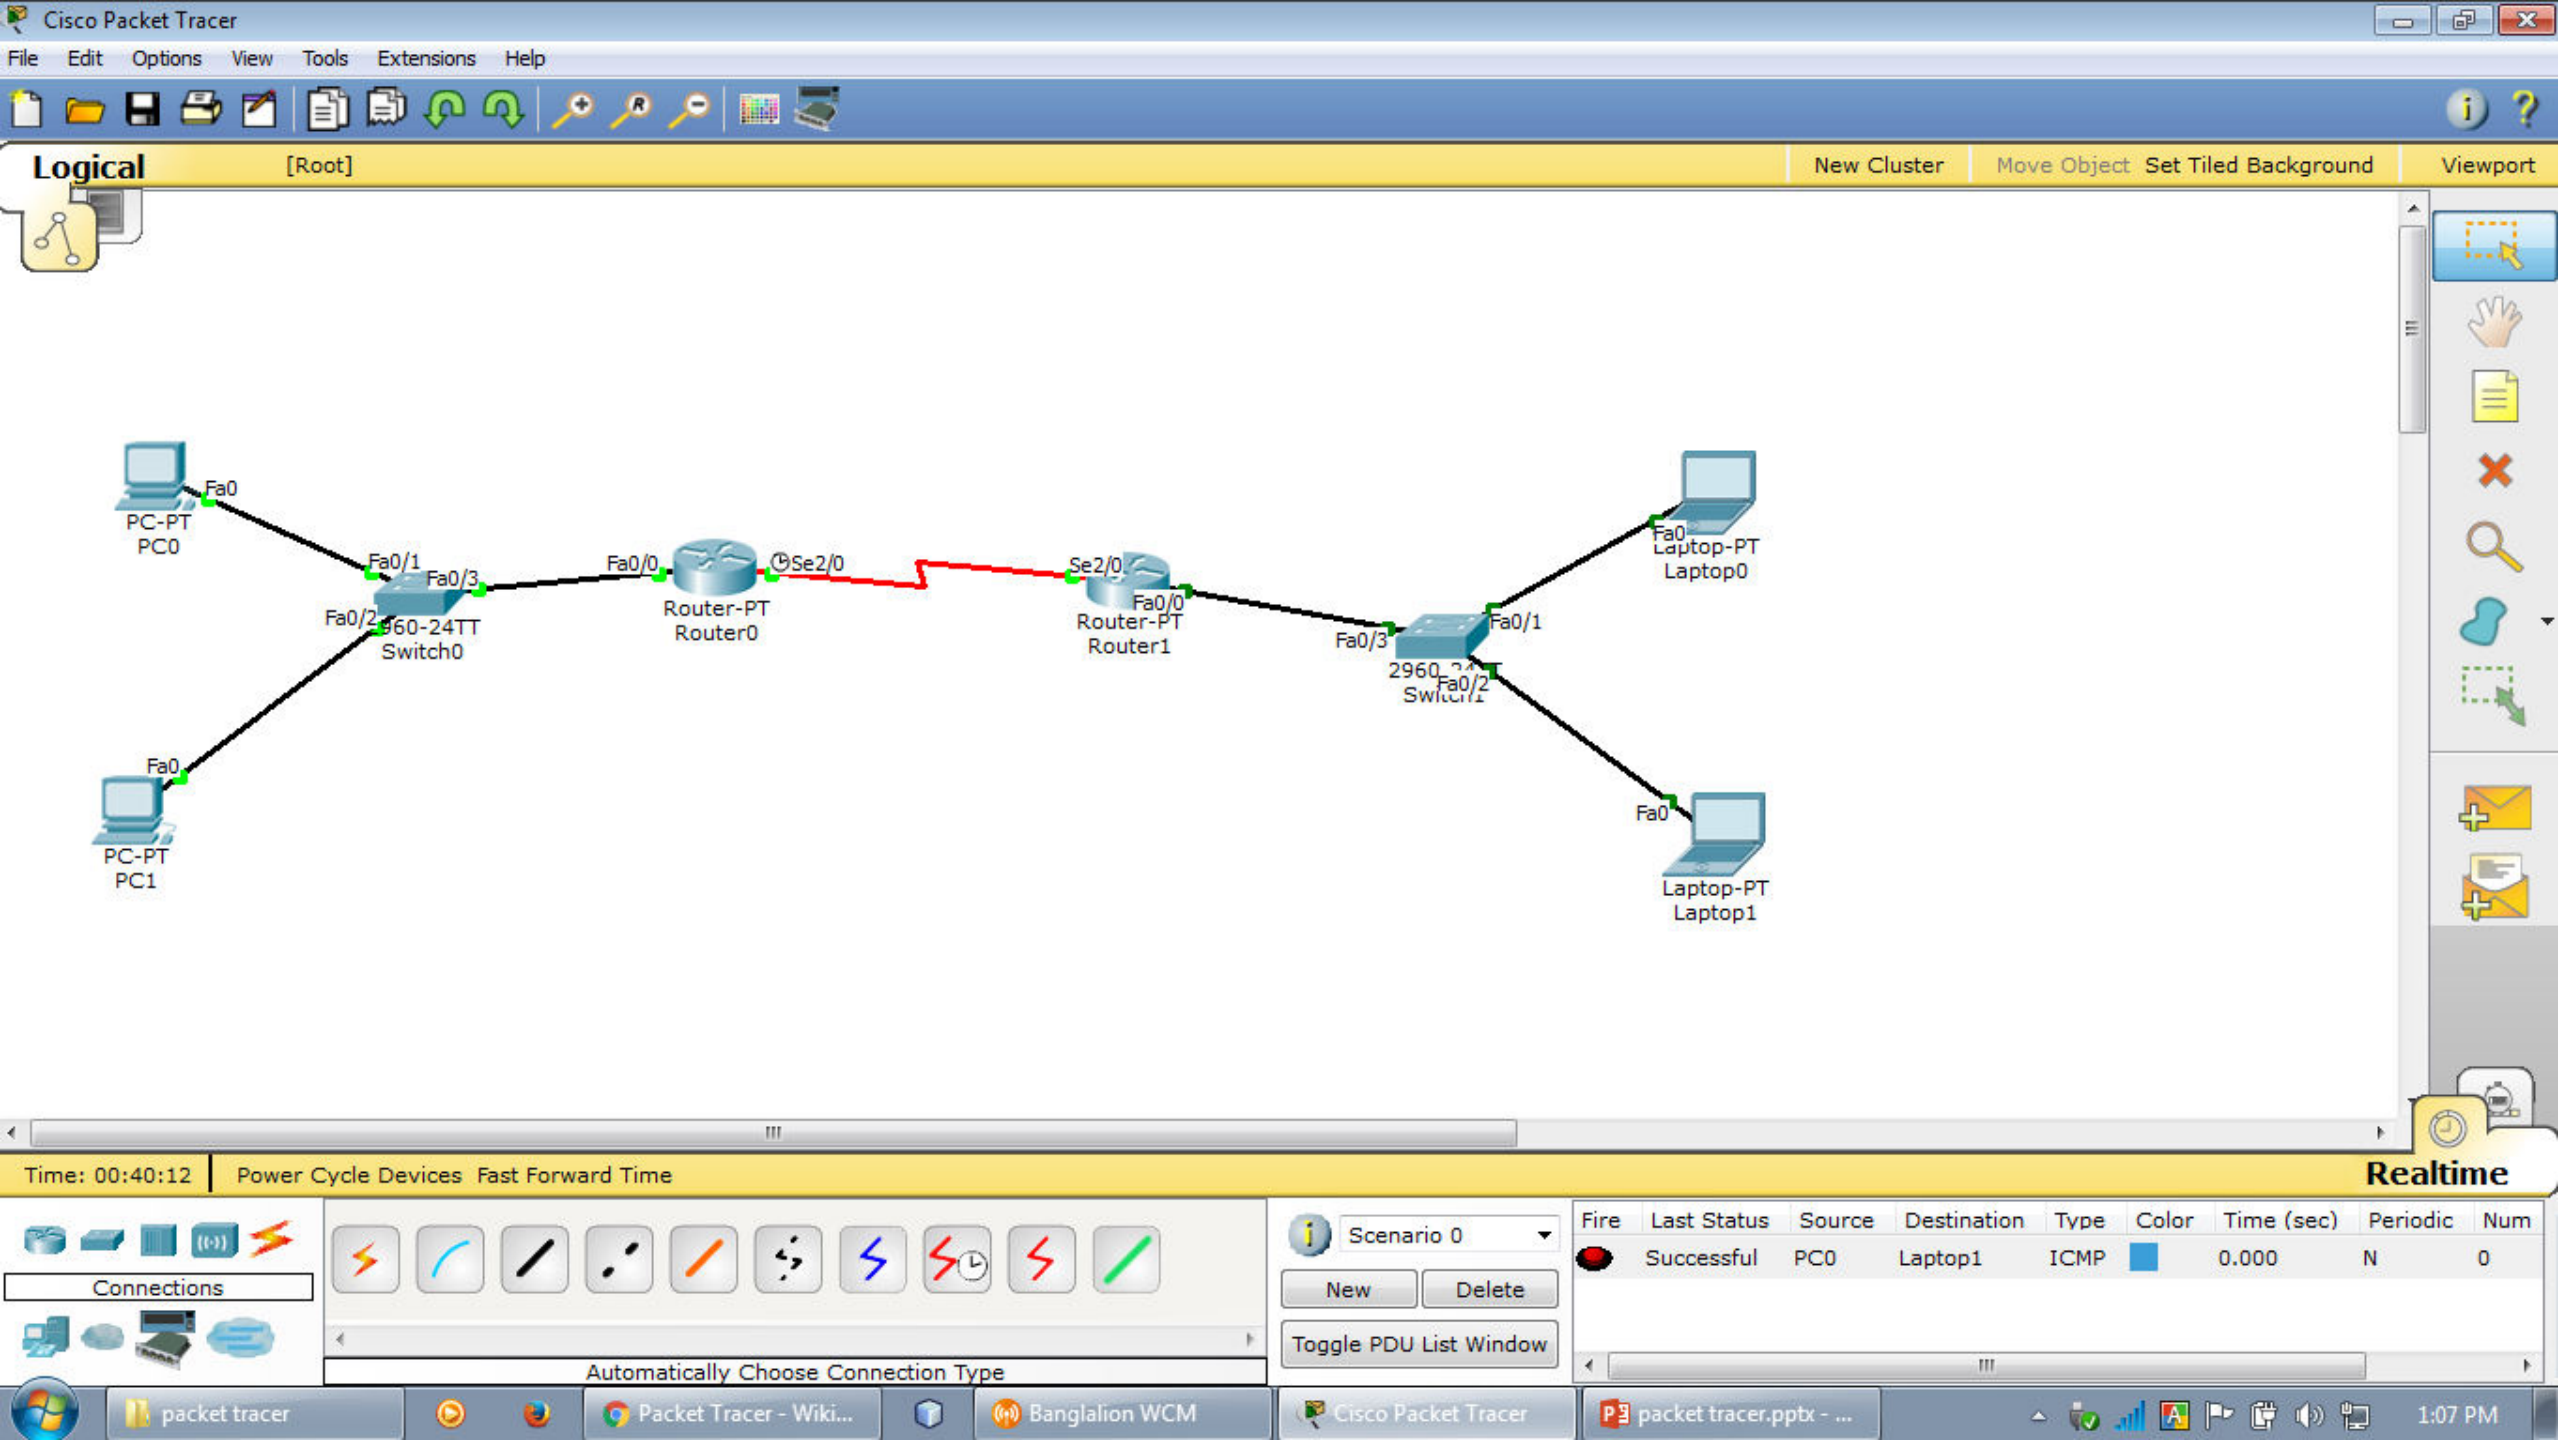 Cisco Packet Tracer
File Edit Options View Tools Extensions Help
Logical [Root] New Cluster Move Object Set Tiled Background Viewport
Fa0
PC-PT
PC0
Fa0/1
Fa0/3
Fa0/2
960-24TT
Switch0
Fa0
PC-PT
PC1
Fa0/0
Se2/0
Router-PT
Router0
Se2/0
Fa0/0
Router-PT
Router1
Fa0/3
Fa0/1
Fa0/2
2960-24TT
Switch1
Fa0
Laptop-PT
Laptop0
Fa0
Laptop-PT
Laptop1
Time: 00:40:12 Power Cycle Devices Fast Forward Time Realtime
Connections
Automatically Choose Connection Type
Scenario 0
New Delete
Toggle PDU List Window
Fire Last Status Source Destination Type Color Time (sec) Periodic Num
Successful PC0 Laptop1 ICMP 0.000 N 0
packet tracer Packet Tracer - Wiki... Banglalion WCM Cisco Packet Tracer packet tracer.pptx - ... 1:07 PM